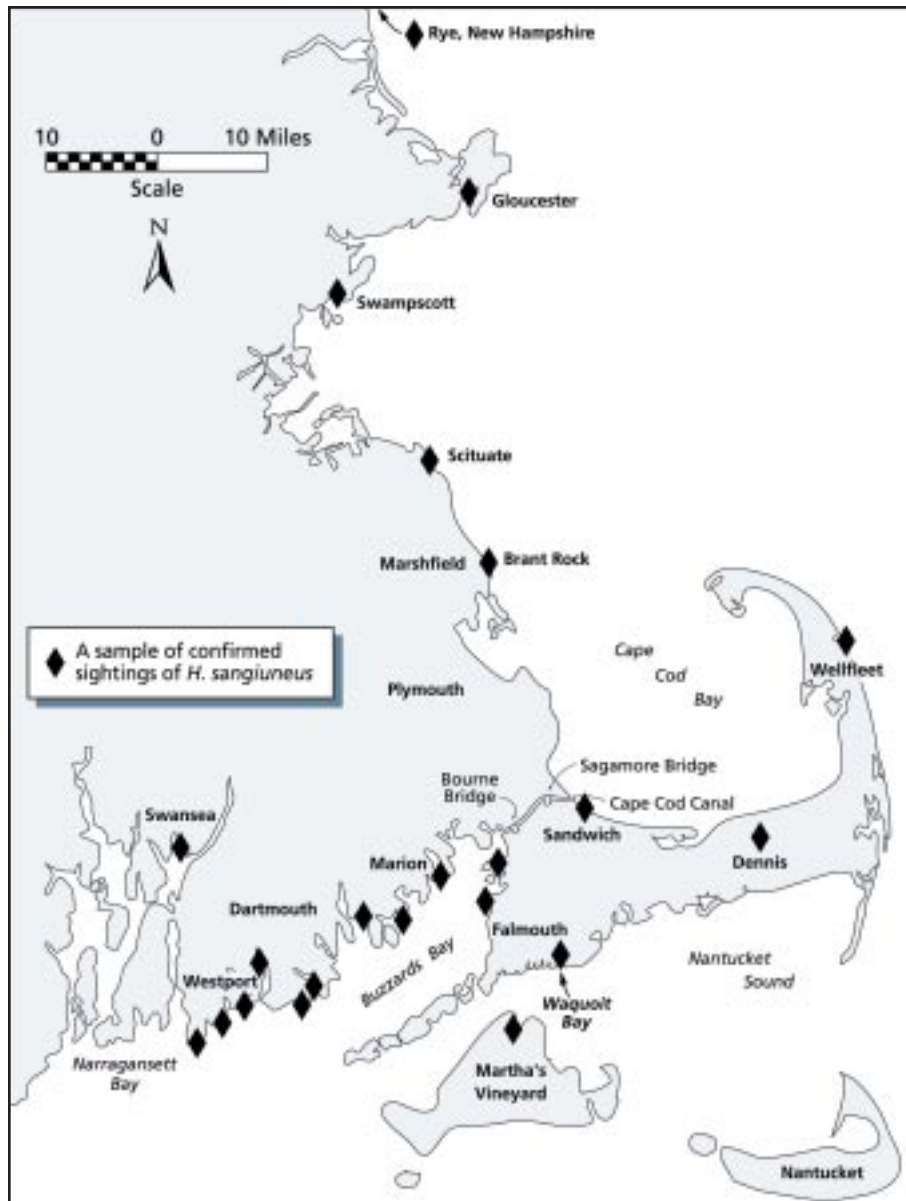 Rye, New Hampshire
10 0 10 Miles
Scale
N
Gloucester
Swampscott
Scituate
Marshfield
Brant Rock
A sample of confirmed
sightings of H. sangiuneus
Cape
Cod
Bay
Wellfleet
Plymouth
Sagamore Bridge
Bourne
Bridge
Cape Cod Canal
Swansea
Sandwich
Dennis
Marion
Dartmouth
Falmouth
Buzzards Bay
Nantucket
Sound
Westport
Waquoit
Bay
Narragansett
Bay
Martha's
Vineyard
Nantucket